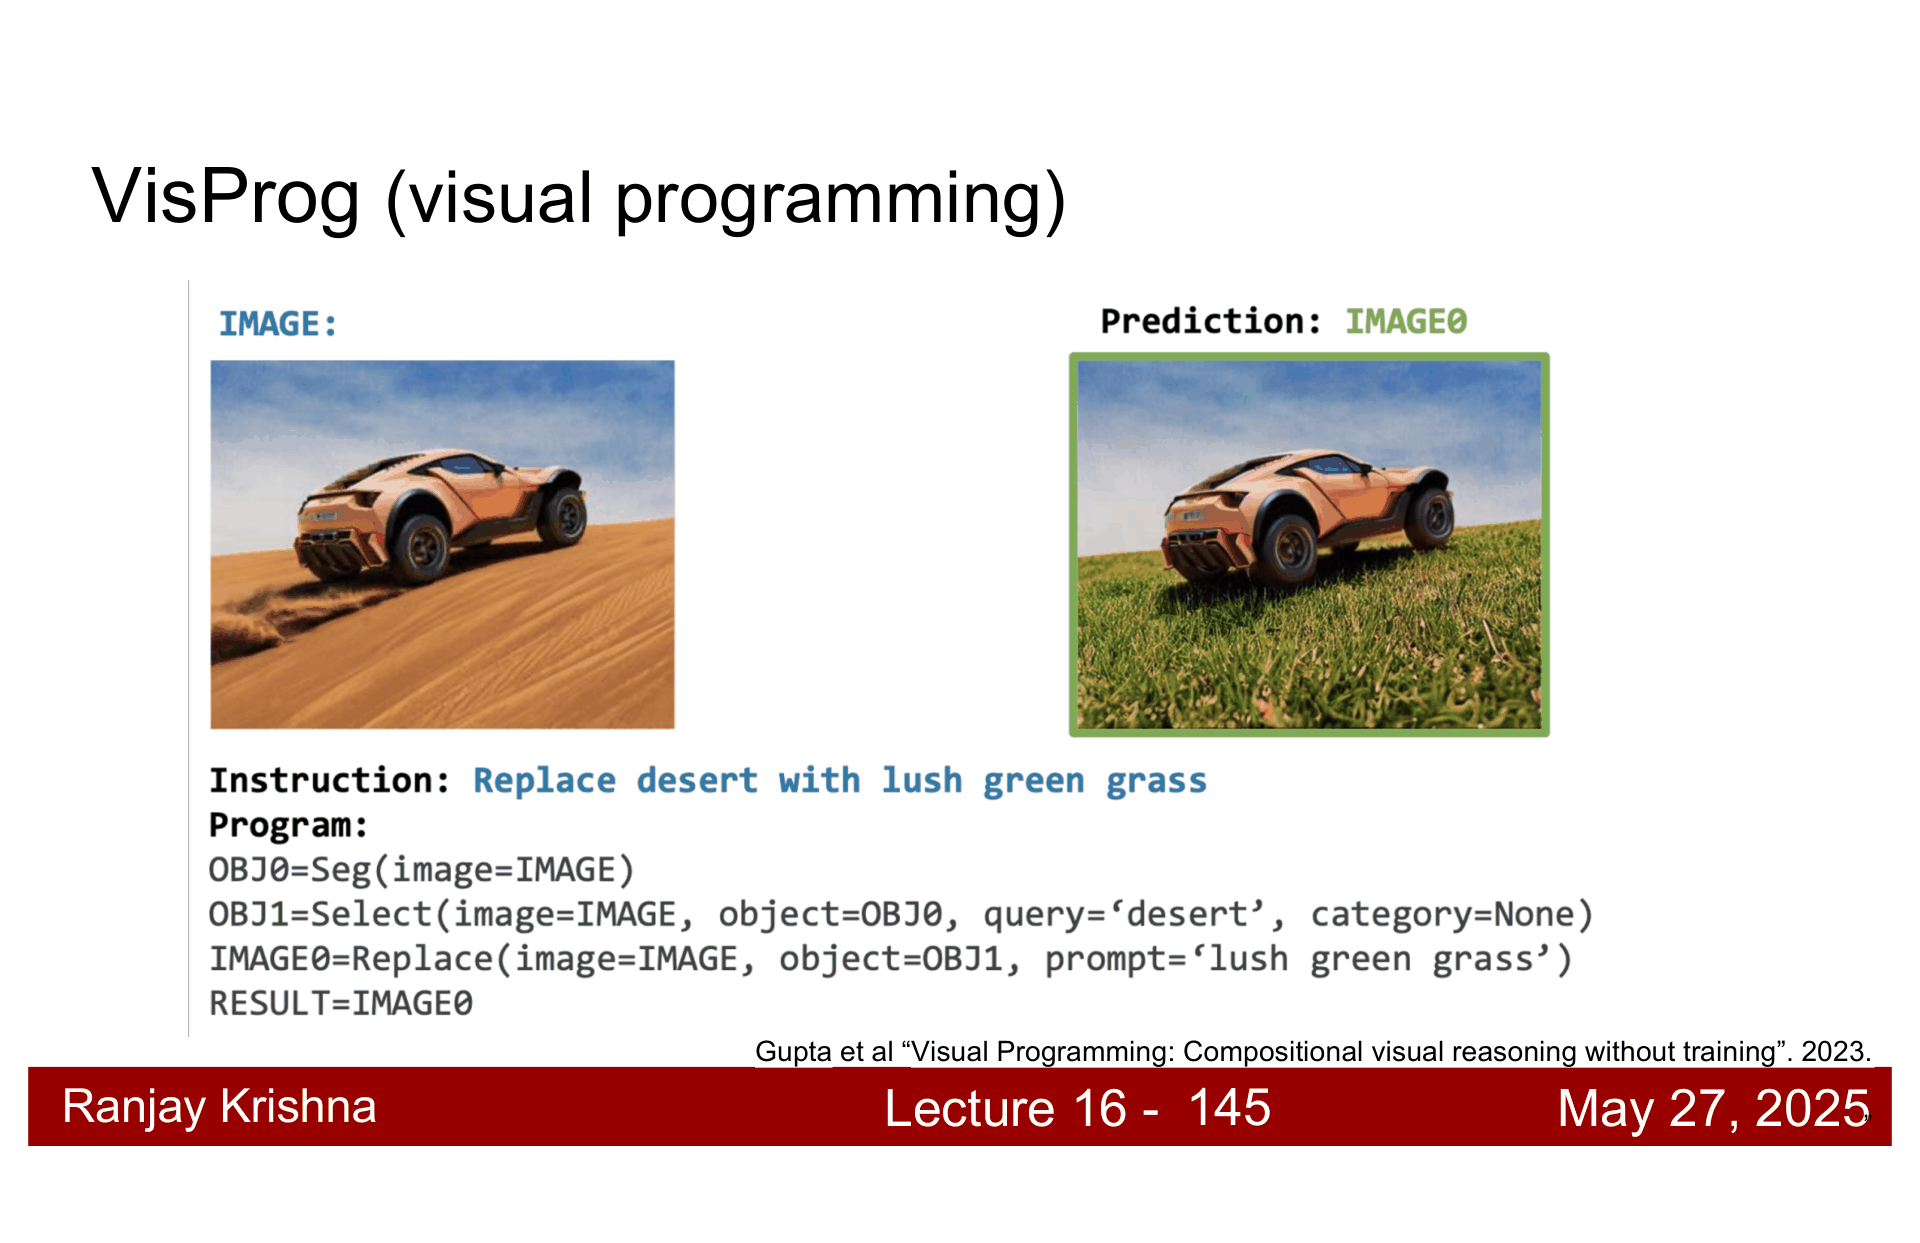 VisProg (visual programming)
IMAGE:
Prediction: IMAGE0
Instruction: Replace desert with lush green grass
Program:
OBJ0=Seg(image=IMAGE)
OBJ1=Select(image=IMAGE, object=OBJ0, query=‘desert’, category=None)
IMAGE0=Replace(image=IMAGE, object=OBJ1, prompt=‘lush green grass’)
RESULT=IMAGE0
Gupta et al “Visual Programming: Compositional visual reasoning without training”. 2023.
Ranjay Krishna
Lecture 16 - 145
May 27, 2025